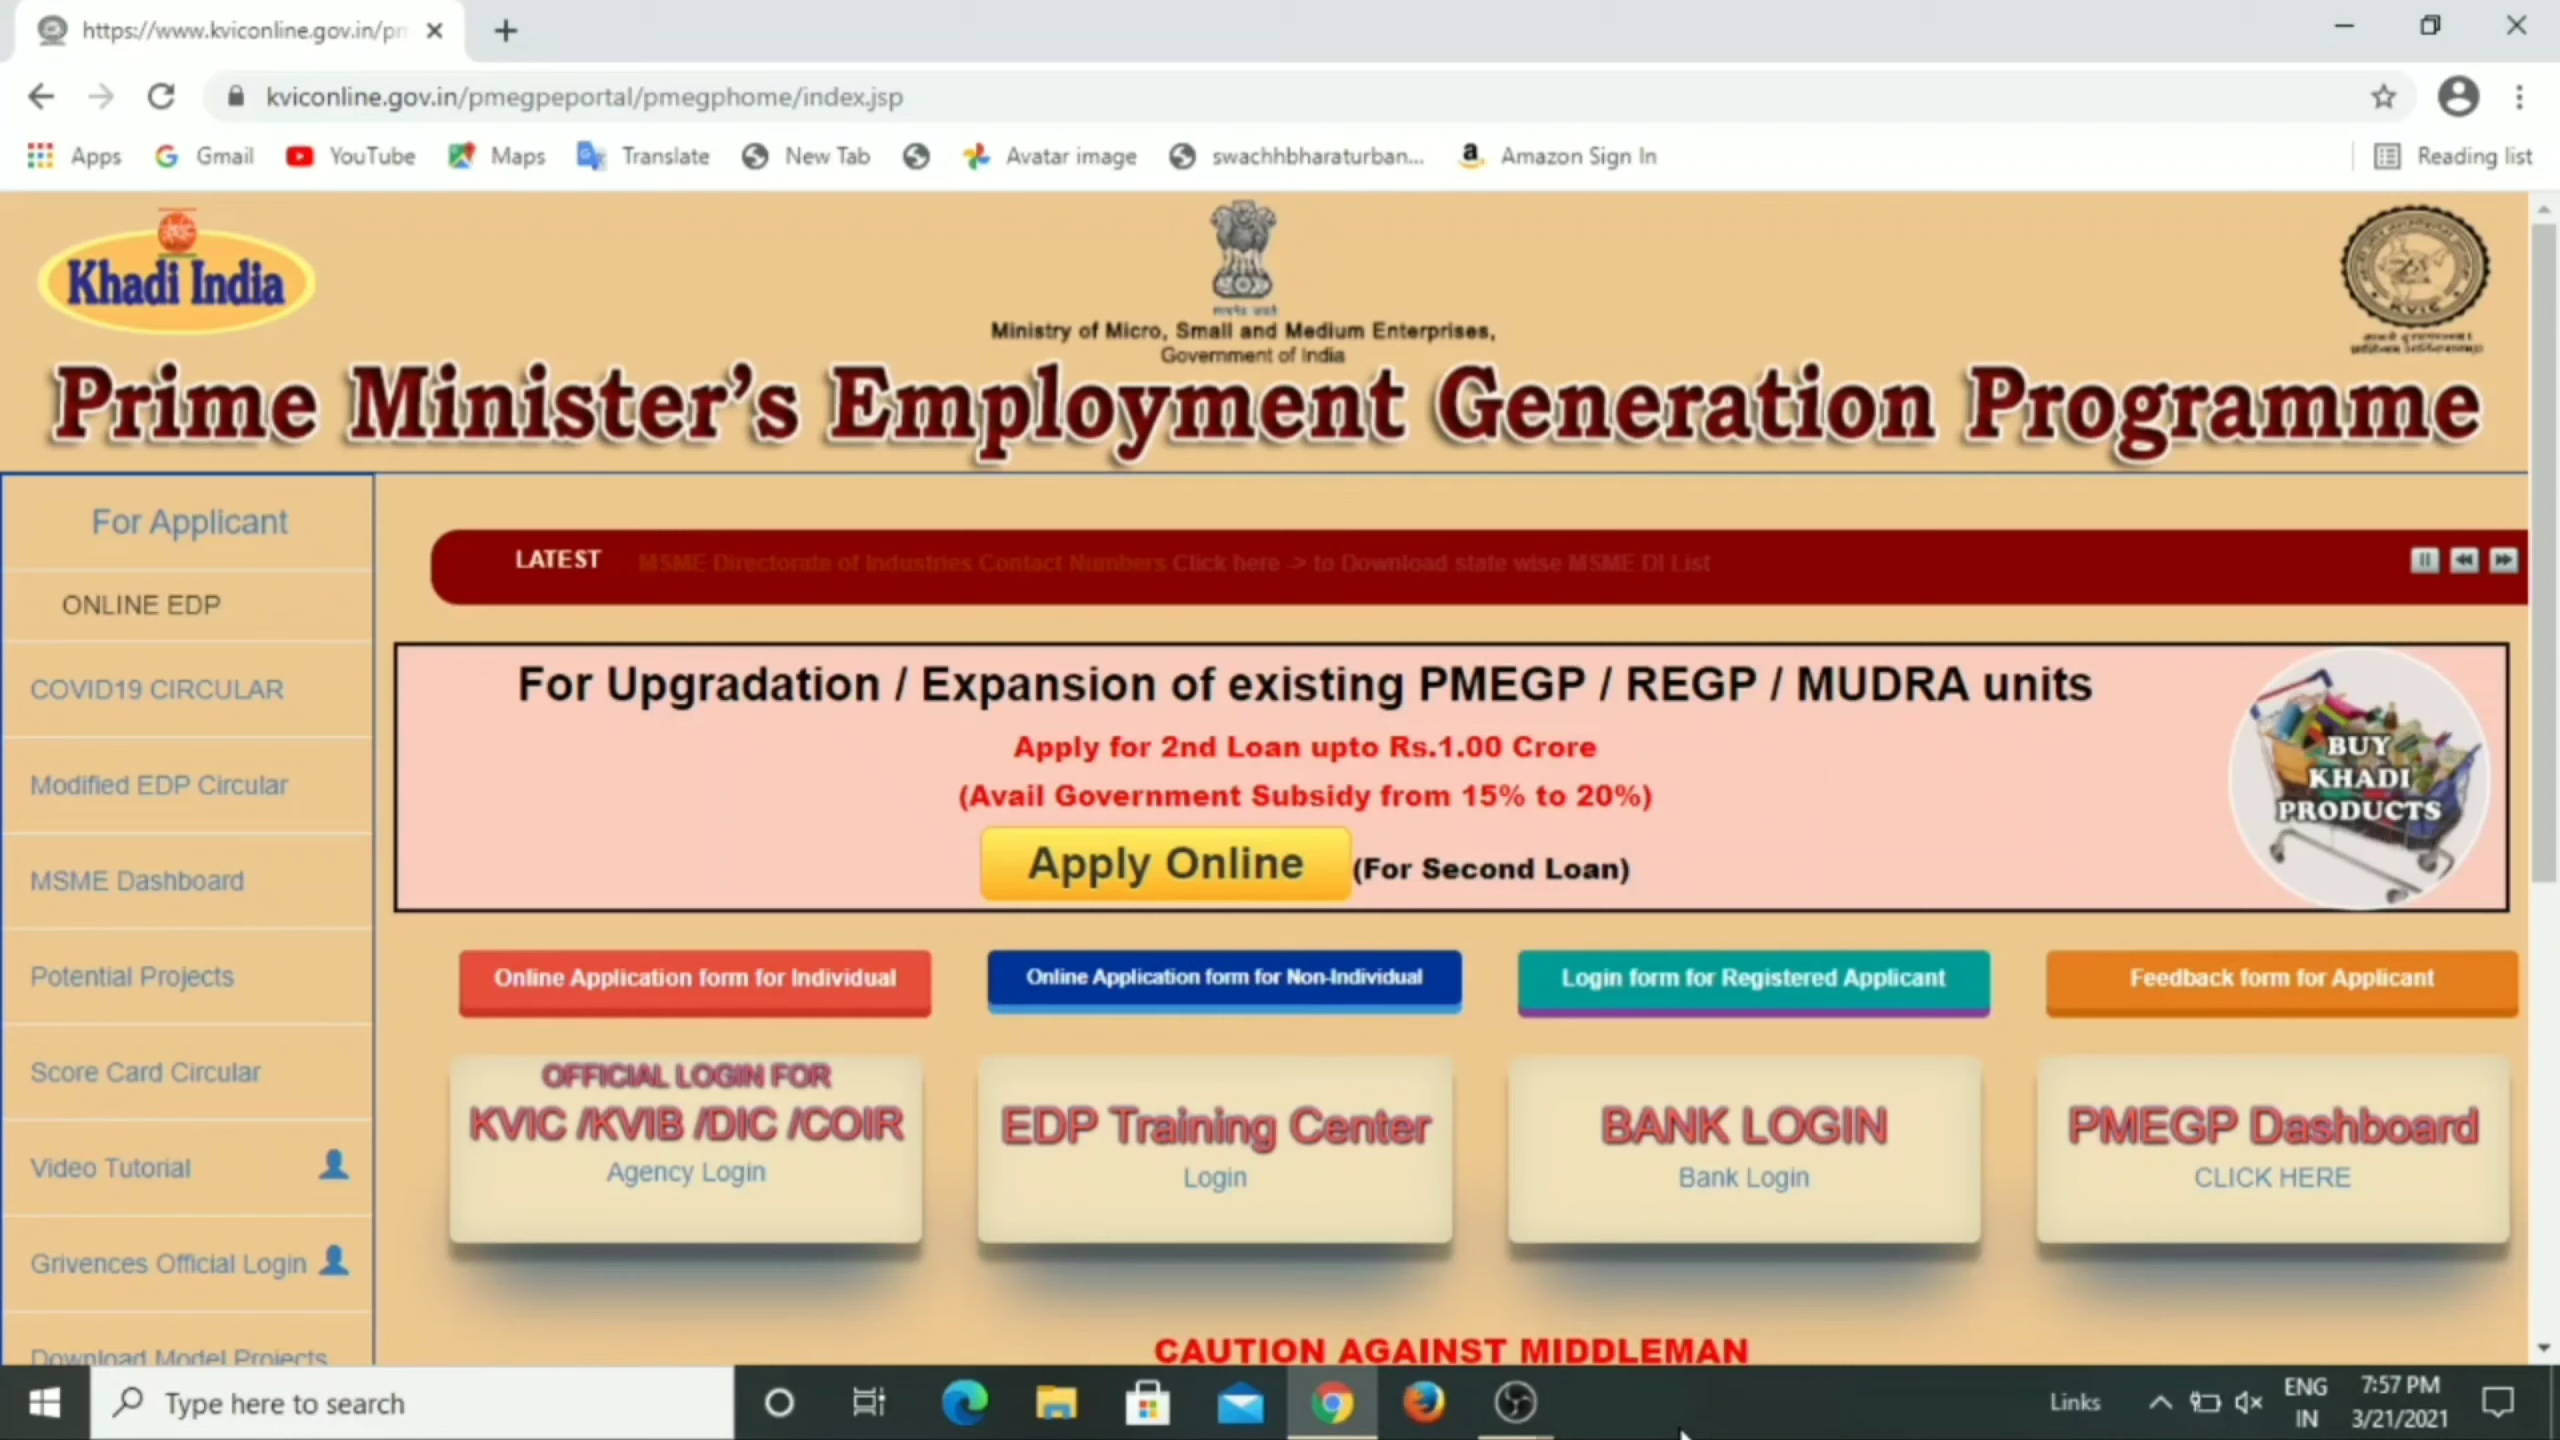 https://www.kviconline.gov.in/pm
kviconline.gov.in/pmegpeportal/pmegphome/index.jsp
Apps
Gmail
YouTube
Maps
Translate
New Tab
Avatar image
swachhbharaturban...
Amazon Sign In
Reading list
Khadi India
Ministry of Micro, Small and Medium Enterprises,
Government of India
KVIC
Prime Minister's Employment Generation Programme
For Applicant
ONLINE EDP
COVID19 CIRCULAR
Modified EDP Circular
MSME Dashboard
Potential Projects
Score Card Circular
Video Tutorial
Grivences Official Login
Download Model Projects
LATEST
MSME Directorate of Industries Contact Numbers Click here -> to Download state wise MSME DI List
For Upgradation / Expansion of existing PMEGP / REGP / MUDRA units
Apply for 2nd Loan upto Rs.1.00 Crore
(Avail Government Subsidy from 15% to 20%)
Apply Online (For Second Loan)
BUY
KHADI
PRODUCTS
Online Application form for Individual
Online Application form for Non-Individual
Login form for Registered Applicant
Feedback form for Applicant
OFFICIAL LOGIN FOR
KVIC /KVIB /DIC /COIR
Agency Login
EDP Training Center
Login
BANK LOGIN
Bank Login
PMEGP Dashboard
CLICK HERE
CAUTION AGAINST MIDDLEMAN
Type here to search
Links
ENG
IN
7:57 PM
3/21/2021